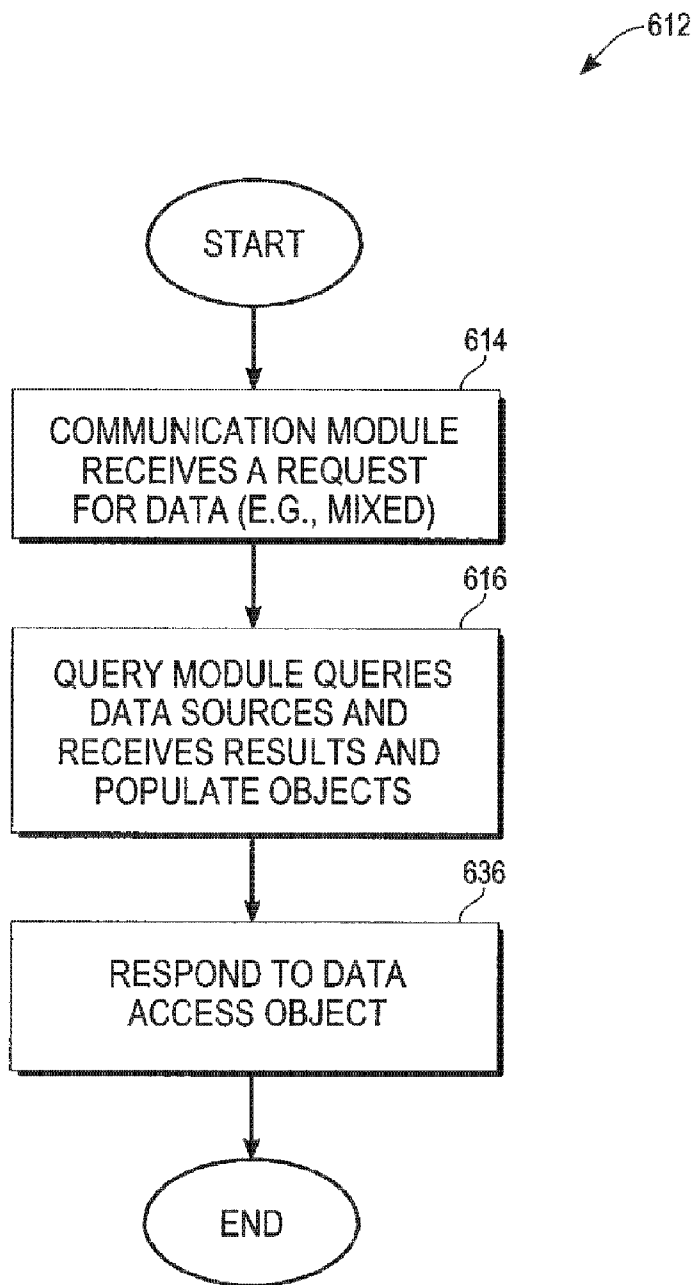 612
START
614
COMMUNICATION MODULE
RECEIVES A REQUEST
FOR DATA (E.G., MIXED)
616
QUERY MODULE QUERIES
DATA SOURCES AND
RECEIVES RESULTS AND
POPULATE OBJECTS
636
RESPOND TO DATA
ACCESS OBJECT
END